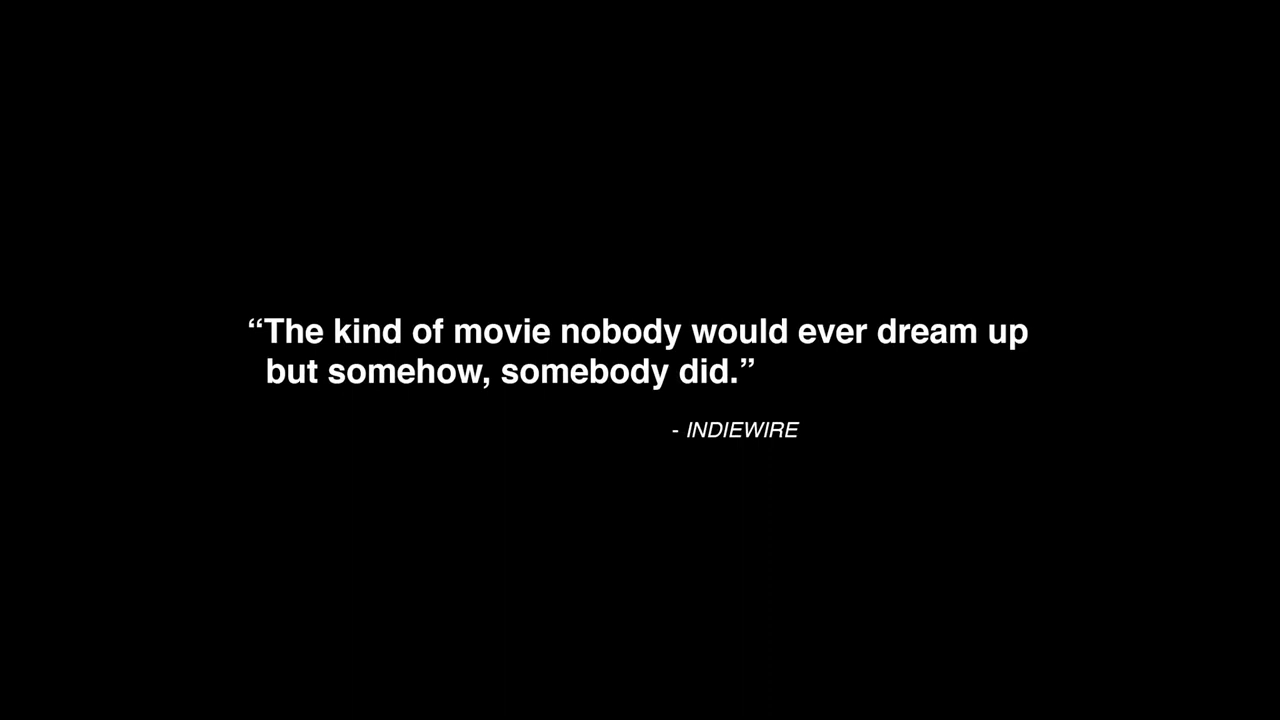 “The kind of movie nobody would ever dream up
but somehow, somebody did.”
- INDIEWIRE